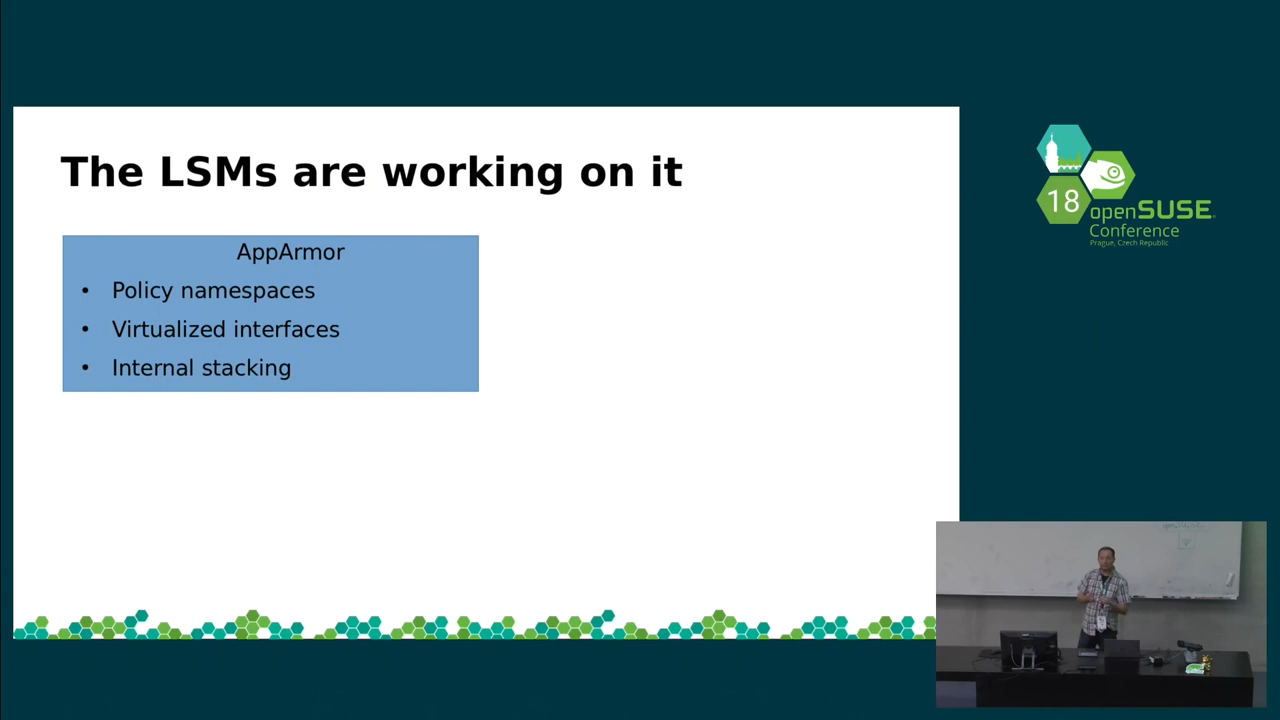 The LSMs are working on it
AppArmor
• Policy namespaces
• Virtualized interfaces
• Internal stacking
18
openSUSE
Conference
Prague, Czech Republic